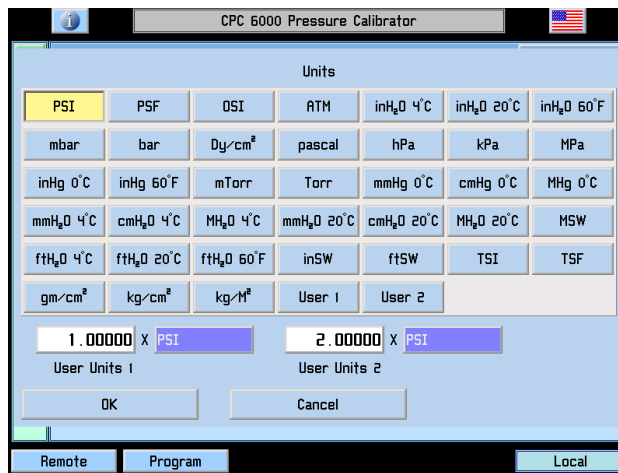 CPC 6000 Pressure Calibrator
Units
PSI PSF OSI ATM inH₂O 4°C inH₂O 20°C inH₂O 60°F
mbar bar Dy/cm² pascal hPa kPa MPa
inHg 0°C inHg 60°F mTorr Torr mmHg 0°C cmHg 0°C MHg 0°C
mmH₂O 4°C cmH₂O 4°C MH₂O 4°C mmH₂O 20°C cmH₂O 20°C MH₂O 20°C MSW
ftH₂O 4°C ftH₂O 20°C ftH₂O 60°F inSW ftSW TSI TSF
gm/cm² kg/cm² kg/M² User 1 User 2
1.00000 X PSI 2.00000 X PSI
User Units 1 User Units 2
OK Cancel
Remote Program Local